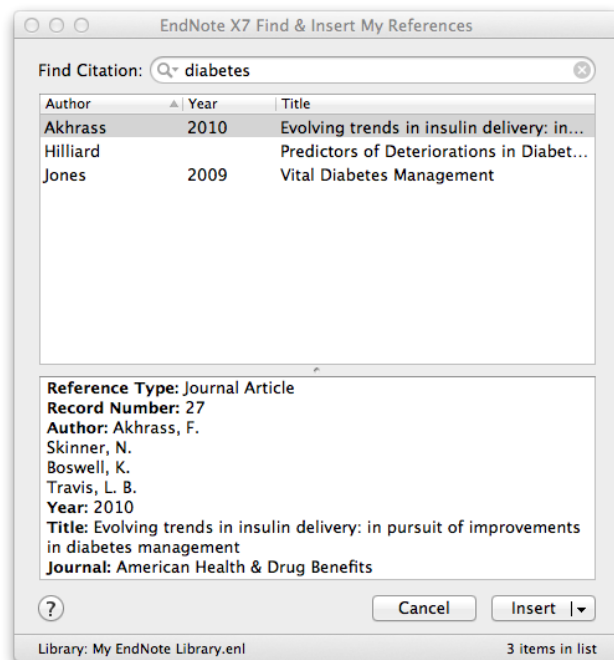 EndNote X7 Find & Insert My References
Find Citation: diabetes
Author Year Title
Akhrass 2010 Evolving trends in insulin delivery: in...
Hilliard Predictors of Deteriorations in Diabet...
Jones 2009 Vital Diabetes Management
Reference Type: Journal Article
Record Number: 27
Author: Akhrass, F.
Skinner, N.
Boswell, K.
Travis, L. B.
Year: 2010
Title: Evolving trends in insulin delivery: in pursuit of improvements
in diabetes management
Journal: American Health & Drug Benefits
? Cancel Insert
Library: My EndNote Library.enl 3 items in list